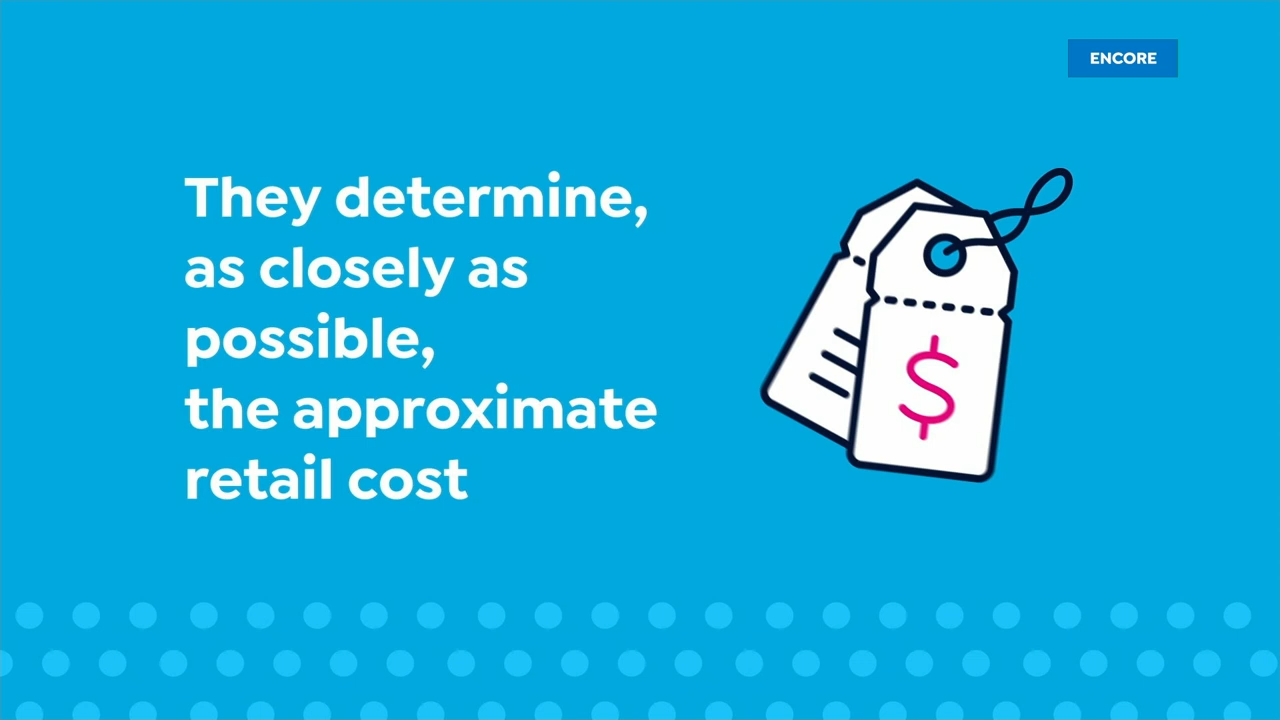 ENCORE
They determine,
as closely as
possible,
the approximate
retail cost
$